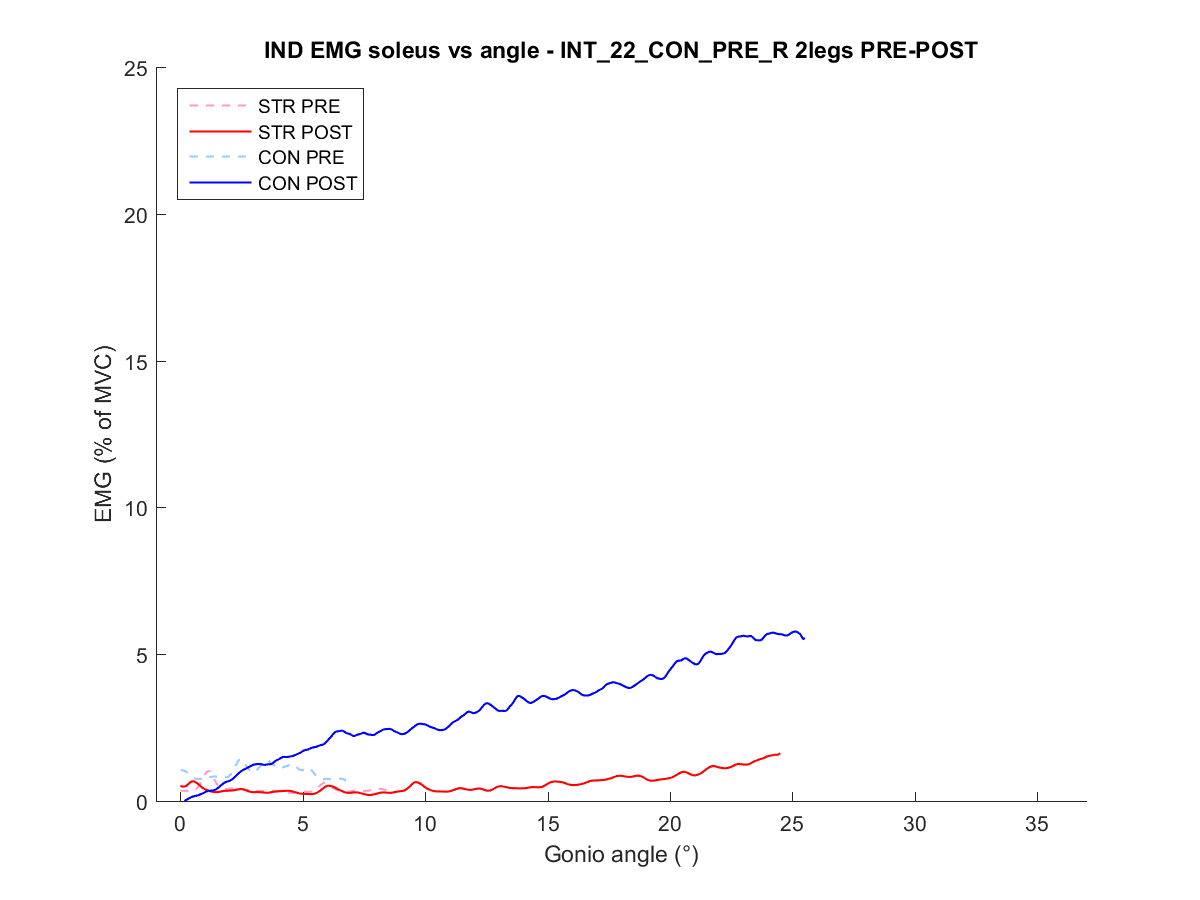 IND EMG soleus vs angle - INT_22_CON_PRE_R 2legs PRE-POST
25
20
15
10
5
0
EMG (% of MVC)
STR PRE
STR POST
CON PRE
CON POST
0 5 10 15 20 25 30 35
Gonio angle (°)